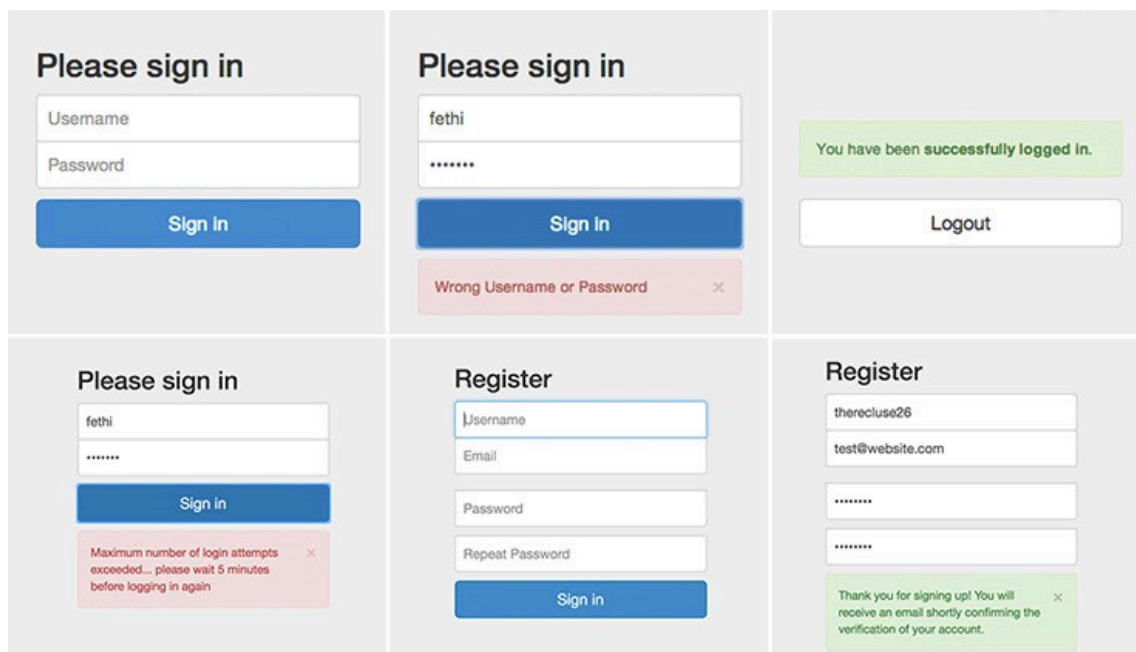 Please sign in
Username
Password
Sign in
Please sign in
fethi
•••••••
Sign in
Wrong Username or Password ×
You have been successfully logged in.
Logout
Please sign in
fethi
•••••••
Sign in
Maximum number of login attempts ×
exceeded... please wait 5 minutes
before logging in again
Register
Username
Email
Password
Repeat Password
Sign in
Register
therecluse26
test@website.com
••••••••
••••••••
Thank you for signing up! You will ×
receive an email shortly confirming the
verification of your account.